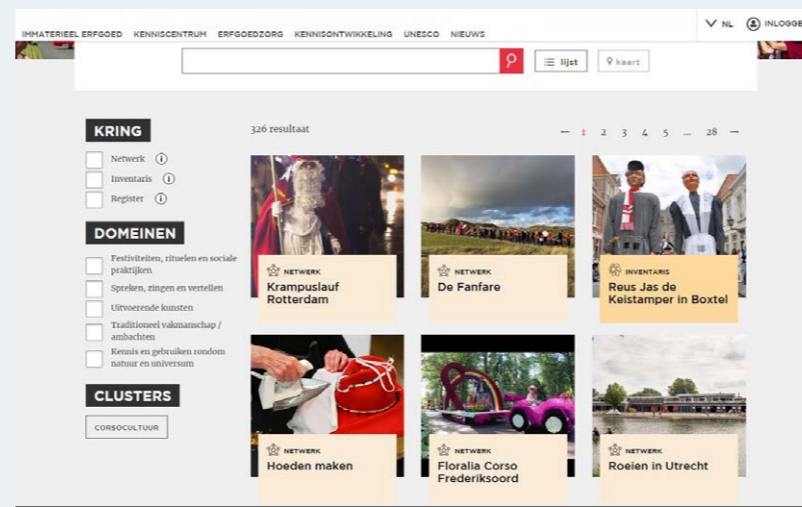 NL INLOGGE
IMMATERIEEL ERFGOED KENNISCENTRUM ERFGOEDZORG KENNISONTWIKKELING UNESCO NIEUWS
lijst kaart
KRING
Netwerk
Inventaris
Register
DOMEINEN
Festiviteiten, rituelen en sociale
praktijken
Spreken, zingen en vertellen
Uitvoerende kunsten
Traditioneel vakmanschap /
ambachten
Kennis en gebruiken rondom
natuur en universum
CLUSTERS
CORSOCULTUUR
326 resultaat
← 1 2 3 4 5 ... 28 →
NETWERK
Krampuslauf
Rotterdam
NETWERK
De Fanfare
INVENTARIS
Reus Jas de
Keistamper in Boxtel
NETWERK
Hoeden maken
NETWERK
Floralia Corso
Frederiksoord
NETWERK
Roeien in Utrecht